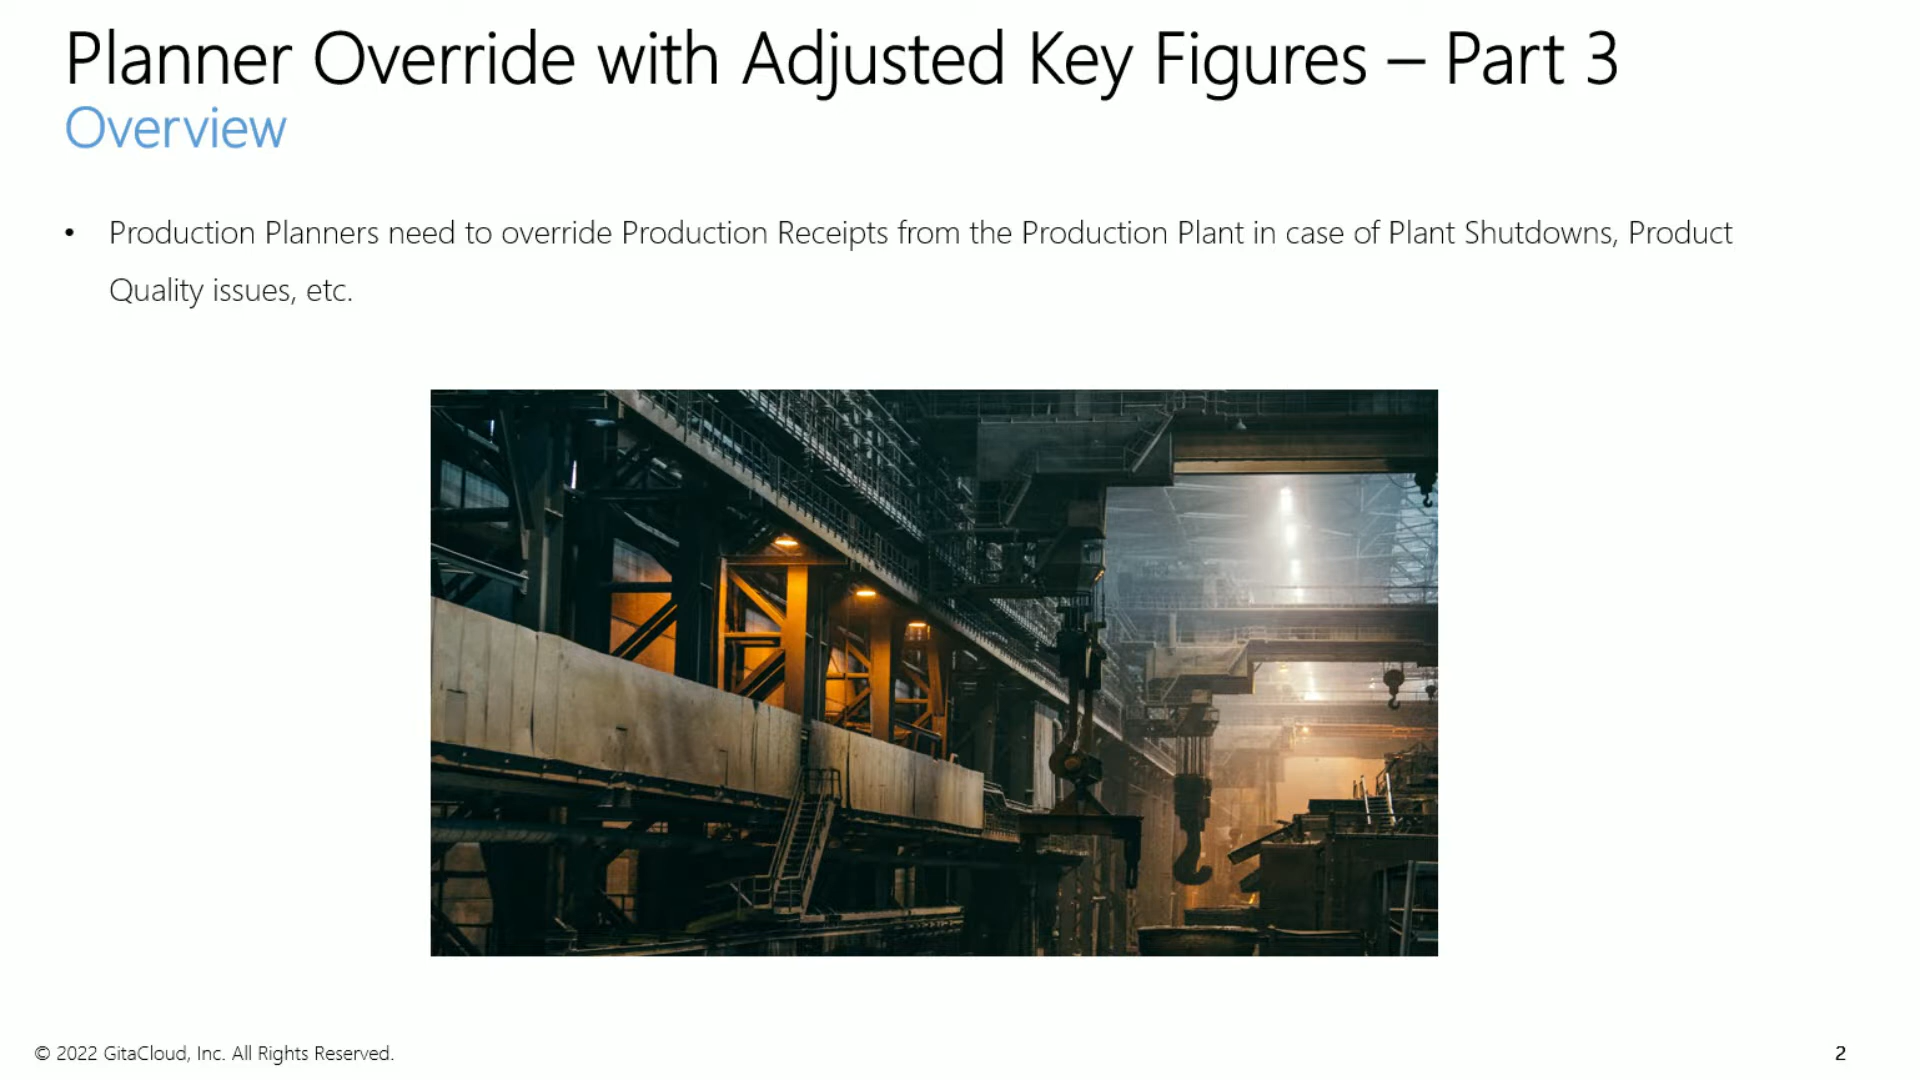 Planner Override with Adjusted Key Figures – Part 3
Overview
• Production Planners need to override Production Receipts from the Production Plant in case of Plant Shutdowns, Product
Quality issues, etc.
© 2022 GitaCloud, Inc. All Rights Reserved.
2